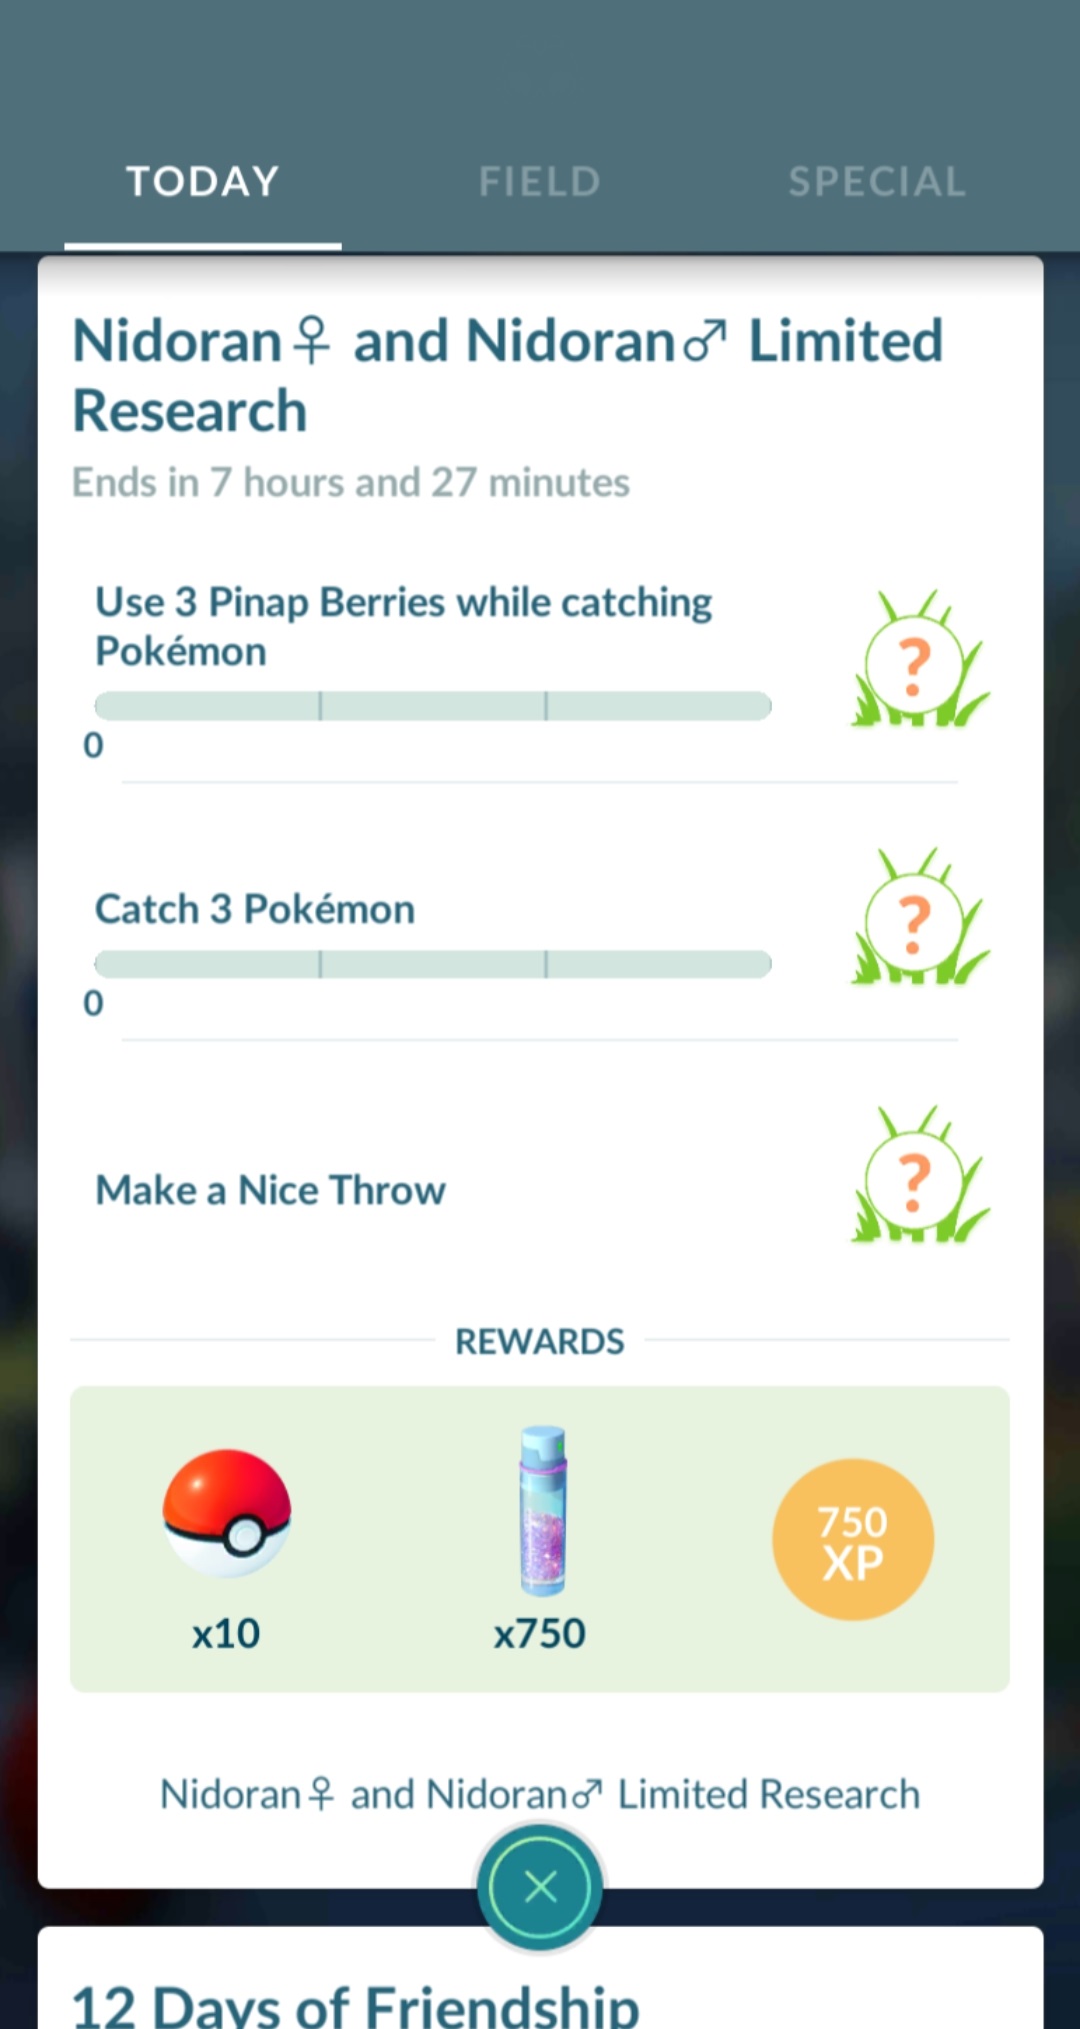 TODAY
FIELD
SPECIAL
Nidoran♀ and Nidoran♂ Limited
Research
Ends in 7 hours and 27 minutes
Use 3 Pinap Berries while catching
Pokémon
?
0
Catch 3 Pokémon
?
0
Make a Nice Throw
?
REWARDS
x10
x750
750
XP
Nidoran♀ and Nidoran♂ Limited Research
12 Days of Friendship